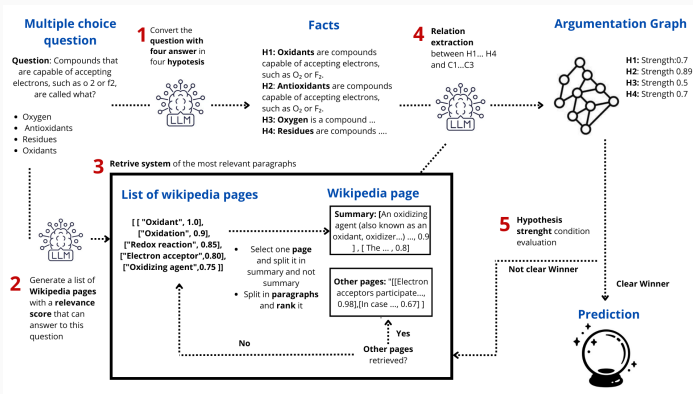 Multiple choice
question
Question: Compounds that
are capable of accepting
electrons, such as o 2 or f2,
are called what?
• Oxygen
• Antioxidants
• Residues
• Oxidants
1 Convert the
question with
four answer in
four hypotesis
LLM
Facts
H1: Oxidants are compounds
capable of accepting electrons,
such as O₂ or F₂.
H2: Antioxidants are compounds
capable of accepting electrons,
such as O₂ or F₂.
H3: Oxygen is a compound ...
H4: Residues are compounds ....
4 Relation
extraction
between H1... H4
and C1...C3
LLM
Argumentation Graph
H1: Strength:0.7
H2: Strength 0.89
H3: Strength 0.5
H4: Strength 0.7
3 Retrive system of the most relevant paragraphs
LLM
2 Generate a list of
Wikipedia pages
with a relevance
score that can
answer to this
question
List of wikipedia pages
[ [ "Oxidant", 1.0],
["Oxidation", 0.9],
["Redox reaction", 0.85],
["Electron acceptor",0.80],
["Oxidizing agent",0.75 ]]
• Select one page
and split it in
summary and not
summary
• Split in paragraphs
and rank it
Wikipedia page
Summary: [An oxidizing
agent (also known as an
oxidant, oxidizer...) ..., 0.9
] , [ The ... , 0.8]
Other pages: "[[Electron
acceptors participate...,
0.98],[In case ..., 0.67] ]
Yes
No
Other pages
retrieved?
5 Hypothesis
strenght condition
evaluation
Not clear Winner
Clear Winner
Prediction